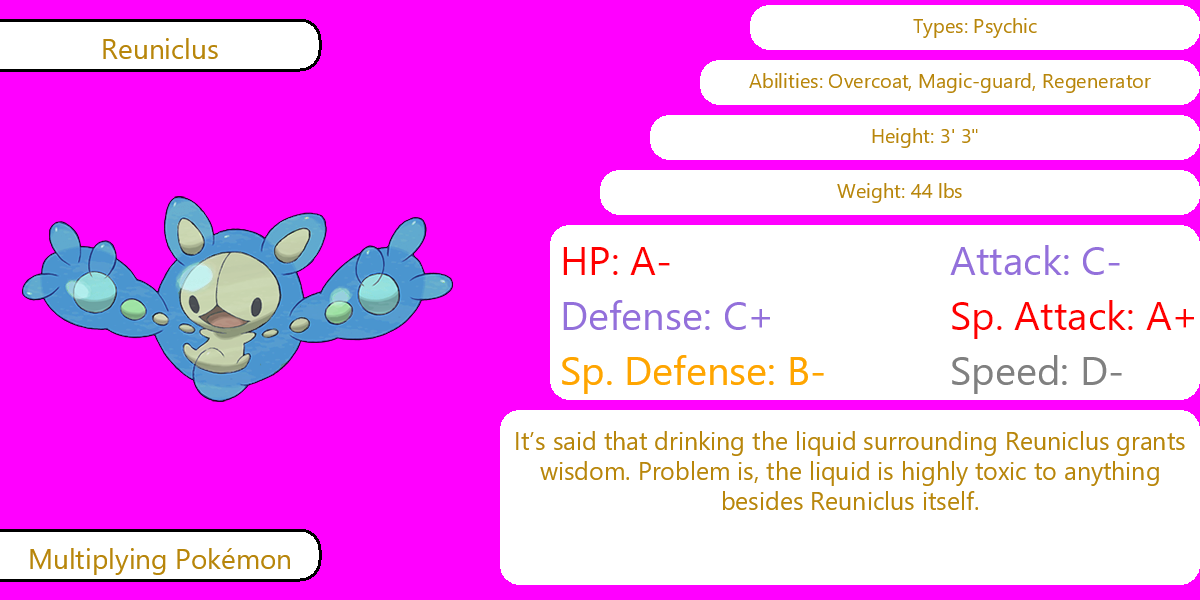 Reuniclus
Types: Psychic
Abilities: Overcoat, Magic-guard, Regenerator
Height: 3' 3"
Weight: 44 lbs
HP: A-
Attack: C-
Defense: C+
Sp. Attack: A+
Sp. Defense: B-
Speed: D-
It’s said that drinking the liquid surrounding Reuniclus grants
wisdom. Problem is, the liquid is highly toxic to anything
besides Reuniclus itself.
Multiplying Pokémon